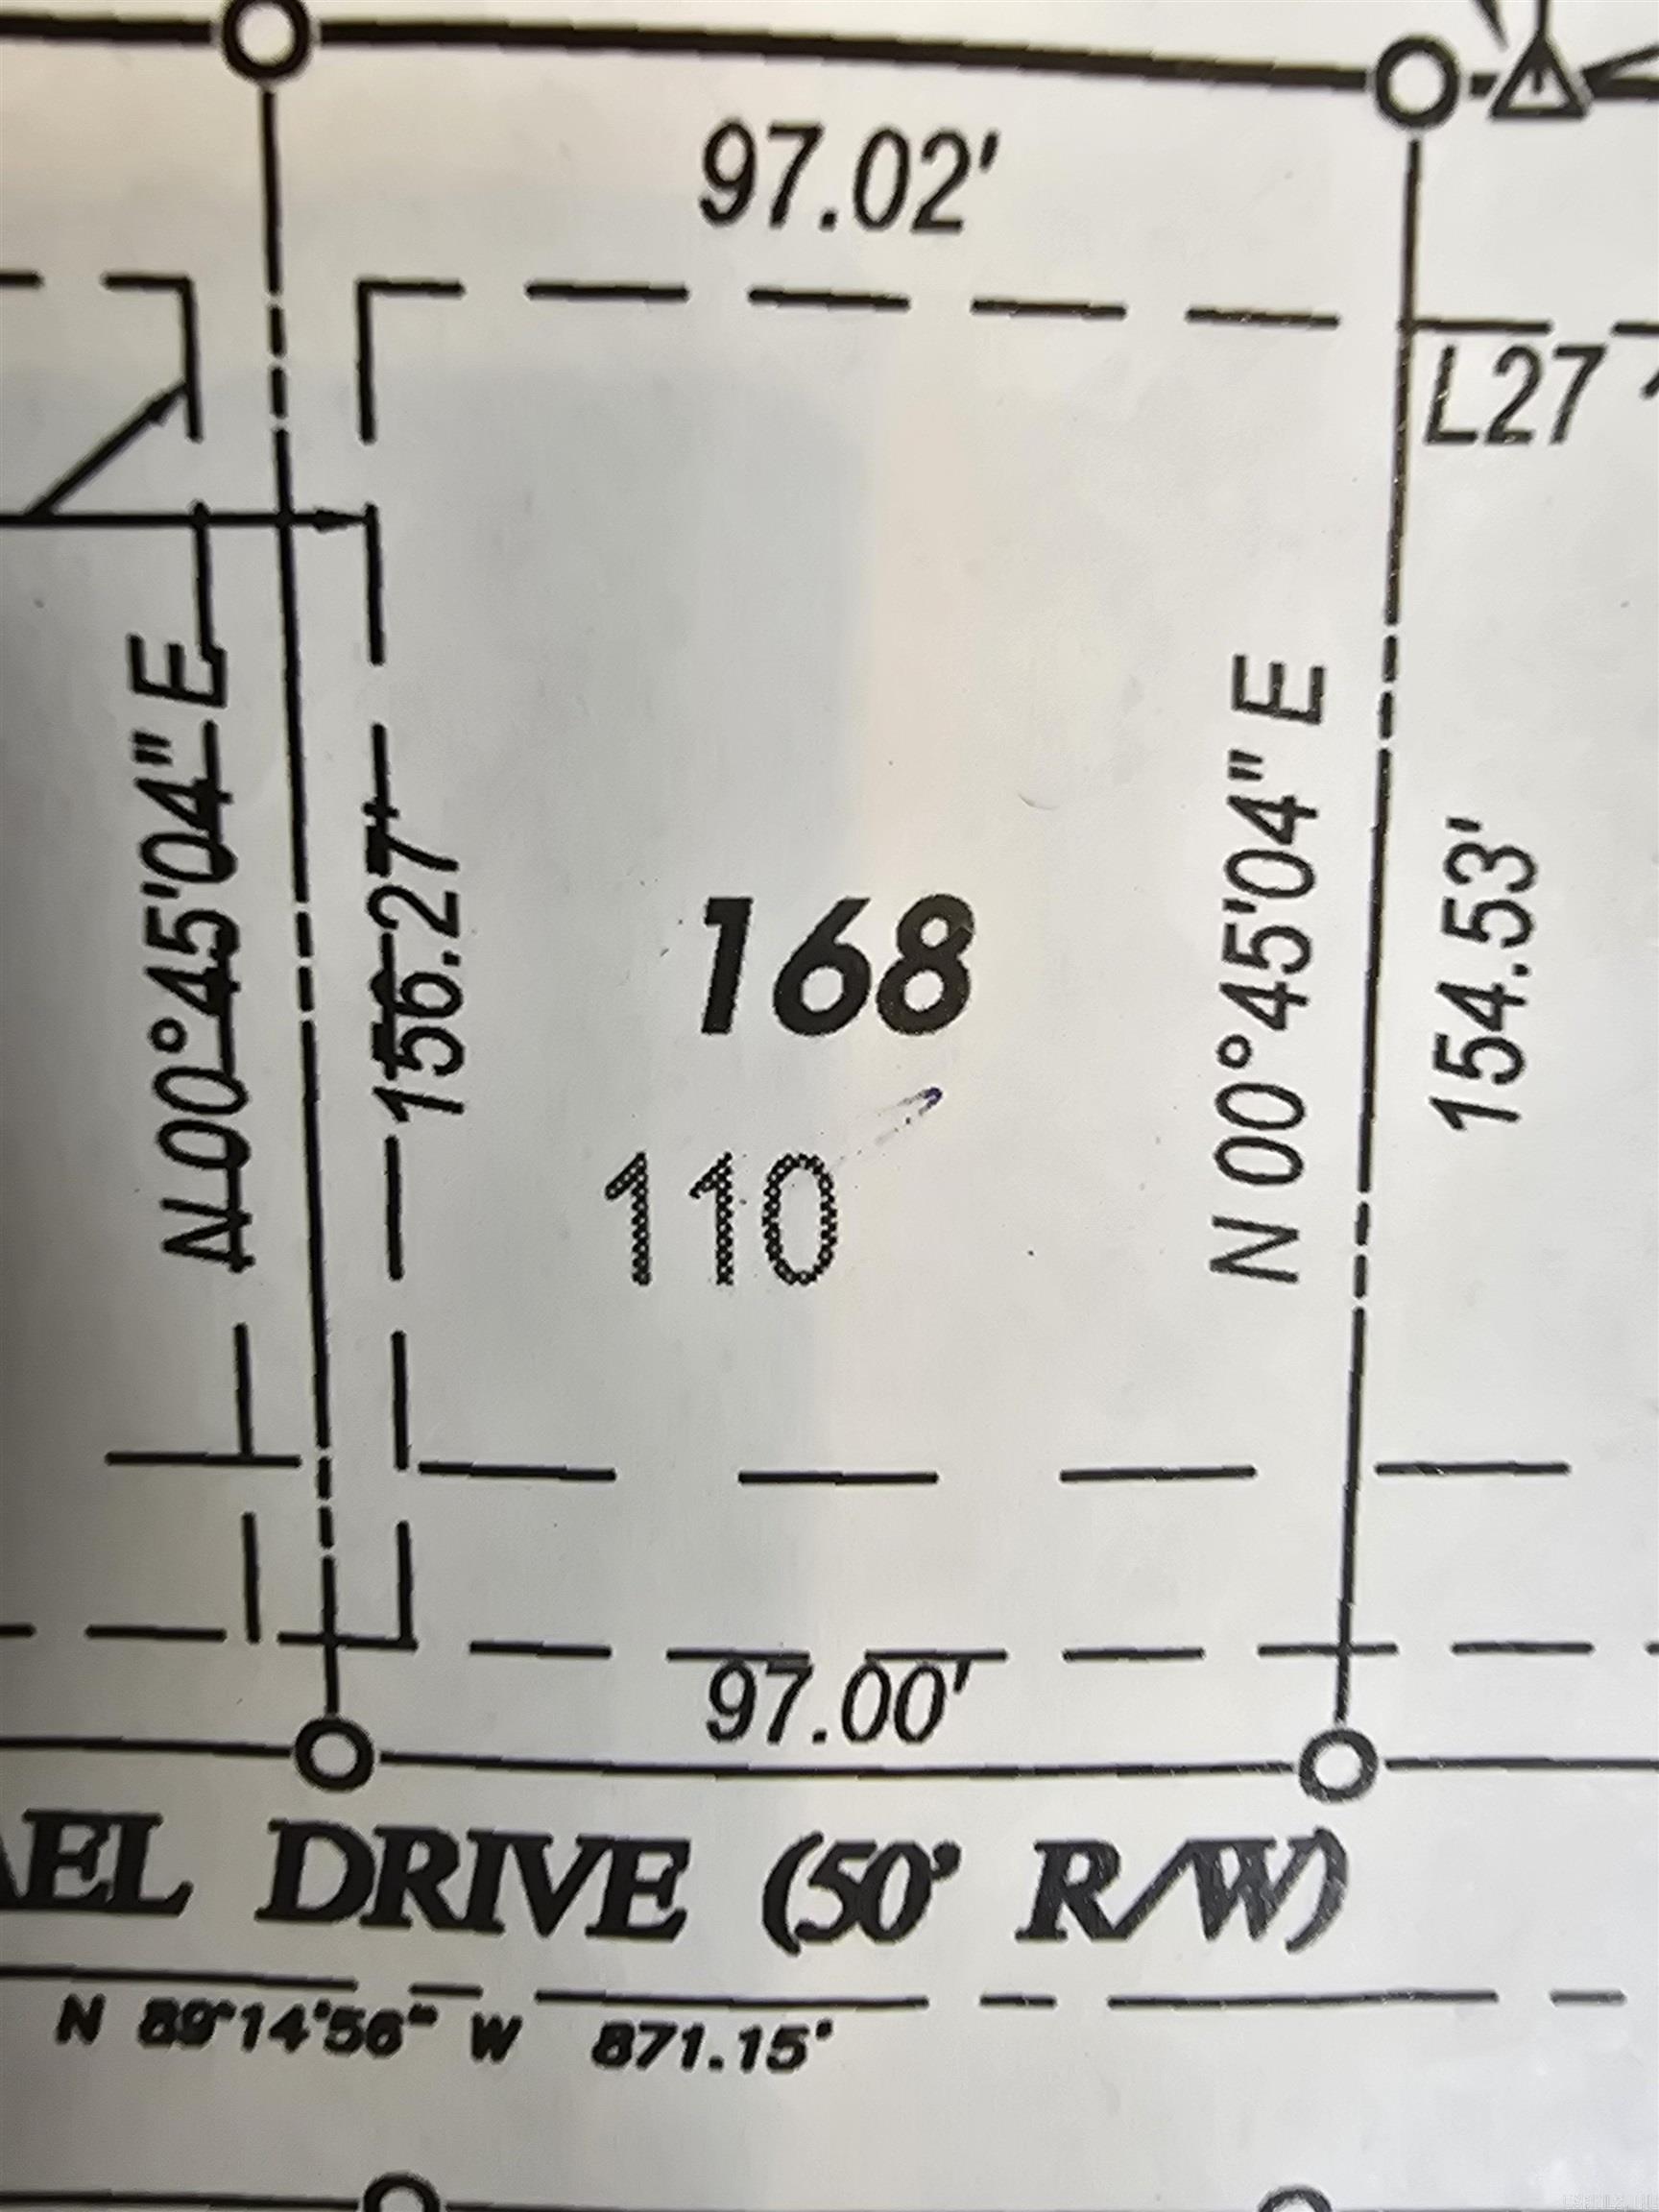 97.02'
L27
N 00°45'04" E
156.27'
168
110
N 00°45'04" E
154.53'
97.00'
DRIVE (50' R/W)
N 89°14'56" W 871.15'